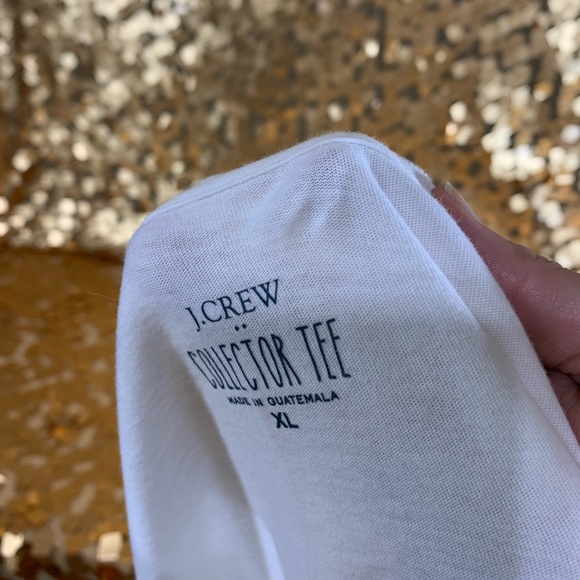 J.CREW
COLLECTOR TEE
MADE IN GUATEMALA
XL